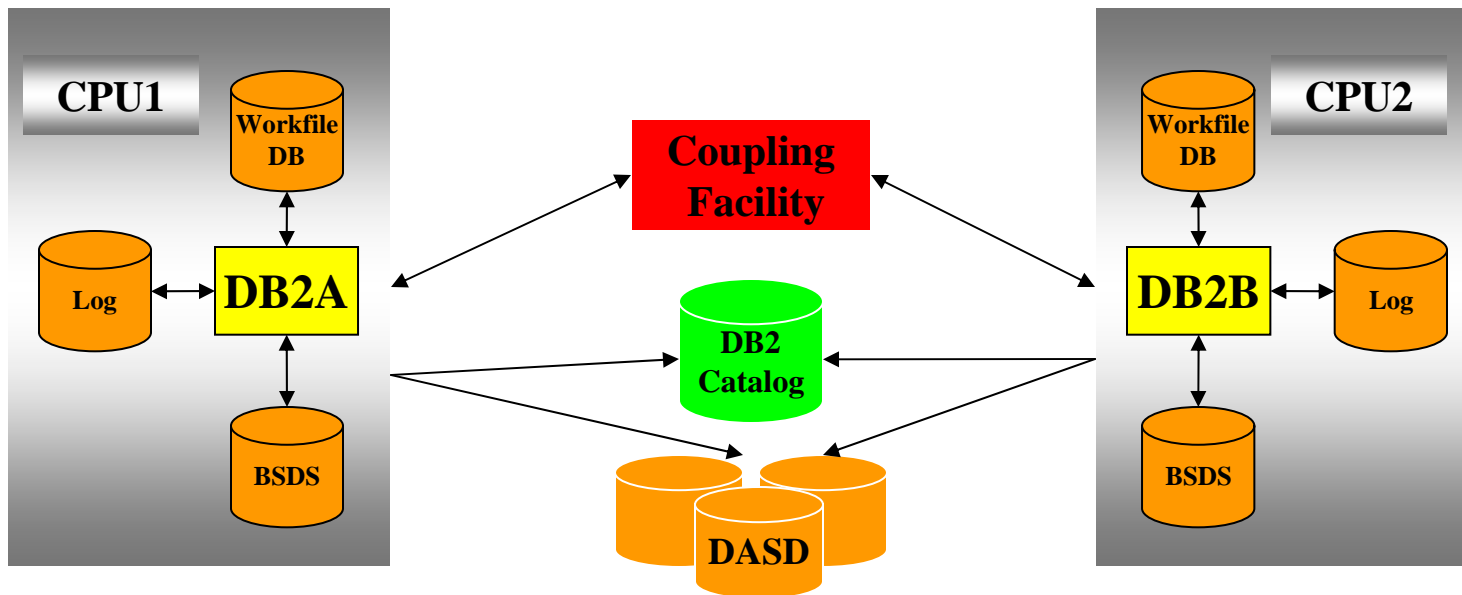 CPU1
Workfile
DB
Log
DB2A
BSDS
Coupling
Facility
DB2
Catalog
DASD
CPU2
Workfile
DB
DB2B
Log
BSDS